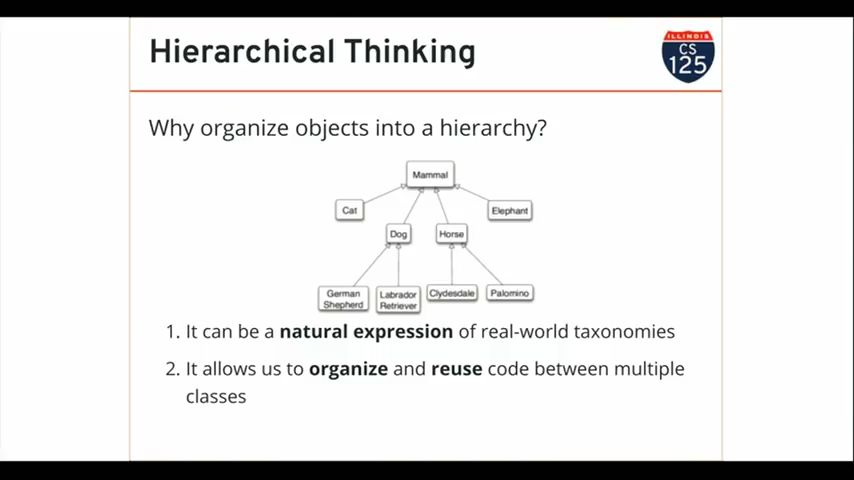 Hierarchical Thinking
ILLINOIS
CS
125
Why organize objects into a hierarchy?
Mammal
Cat
Elephant
Dog
Horse
German
Shepherd
Labrador
Retriever
Clydesdale
Palomino
1. It can be a natural expression of real-world taxonomies
2. It allows us to organize and reuse code between multiple
classes